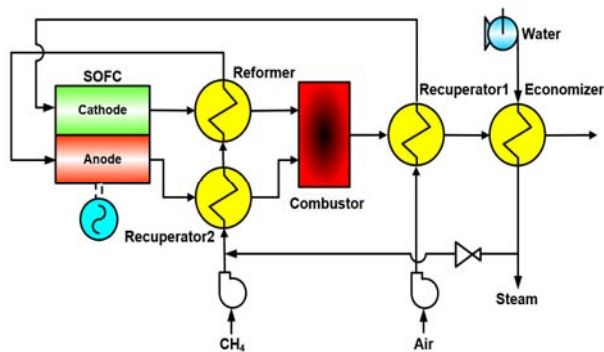 Water
SOFC
Reformer
Recuperator1
Economizer
Cathode
Anode
Combustor
Recuperator2
Steam
CH₄
Air